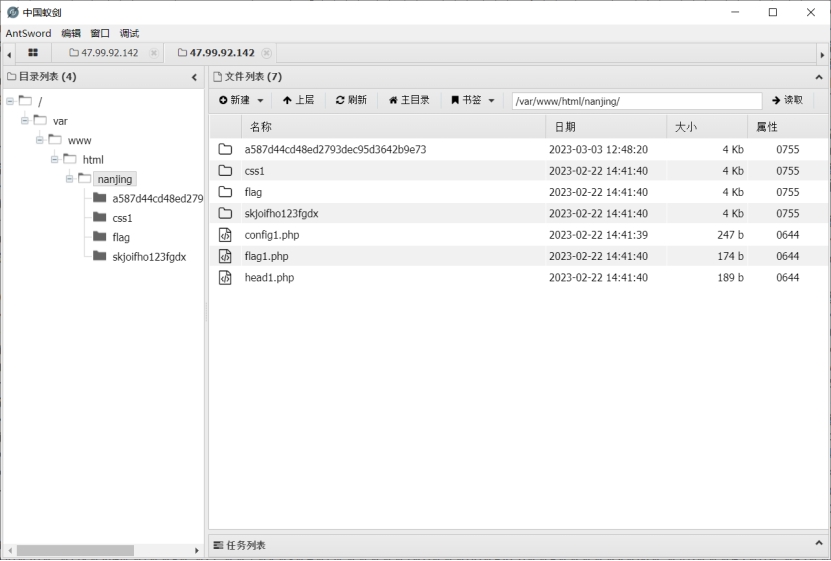 中国蚁剑
AntSword 编辑 窗口 调试
47.99.92.142 47.99.92.142
目录列表 (4)
/
var
www
html
nanjing
a587d44cd48ed279
css1
flag
skjoifho123fgdx
文件列表 (7)
新建 上层 刷新 主目录 书签 /var/www/html/nanjing/ 读取
名称 日期 大小 属性
a587d44cd48ed2793dec95d3642b9e73 2023-03-03 12:48:20 4 Kb 0755
css1 2023-02-22 14:41:40 4 Kb 0755
flag 2023-02-22 14:41:40 4 Kb 0755
skjoifho123fgdx 2023-02-22 14:41:40 4 Kb 0755
config1.php 2023-02-22 14:41:39 247 b 0644
flag1.php 2023-02-22 14:41:40 174 b 0644
head1.php 2023-02-22 14:41:40 189 b 0644
任务列表